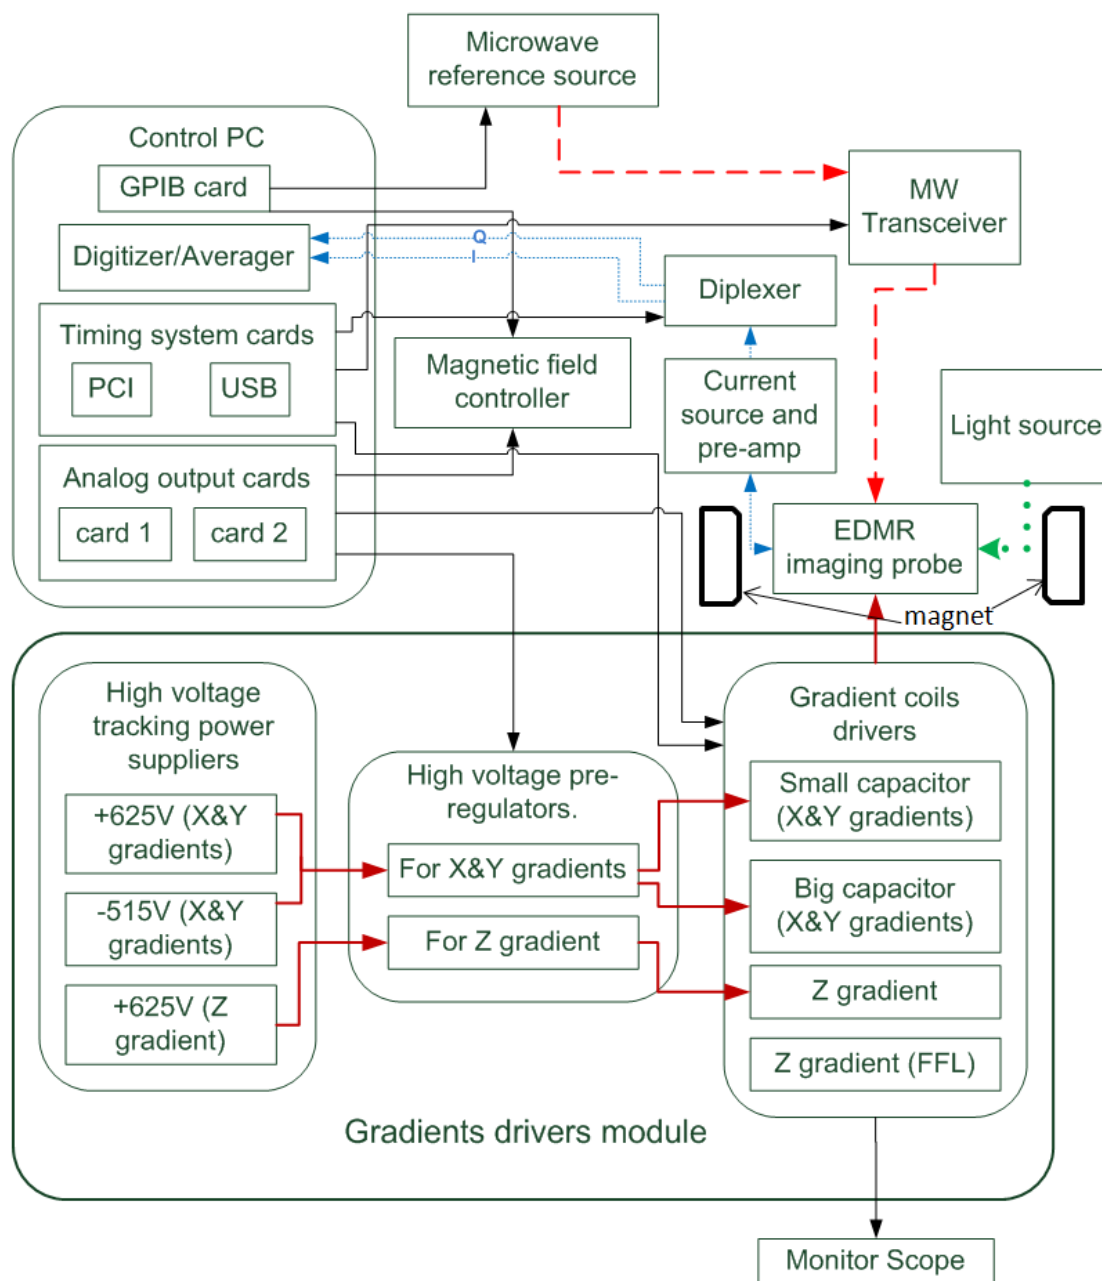 Microwave
reference source
Control PC
GPIB card
MW
Transceiver
Digitizer/Averager
Q
I
Diplexer
Timing system cards
PCI
USB
Magnetic field
controller
Current
source and
pre-amp
Light source
Analog output cards
card 1
card 2
EDMR
imaging probe
magnet
High voltage
tracking power
suppliers
Gradient coils
drivers
High voltage pre-
regulators.
Small capacitor
(X&Y gradients)
+625V (X&Y
gradients)
For X&Y gradients
Big capacitor
(X&Y gradients)
-515V (X&Y
gradients)
For Z gradient
Z gradient
+625V (Z
gradient)
Z gradient (FFL)
Gradients drivers module
Monitor Scope